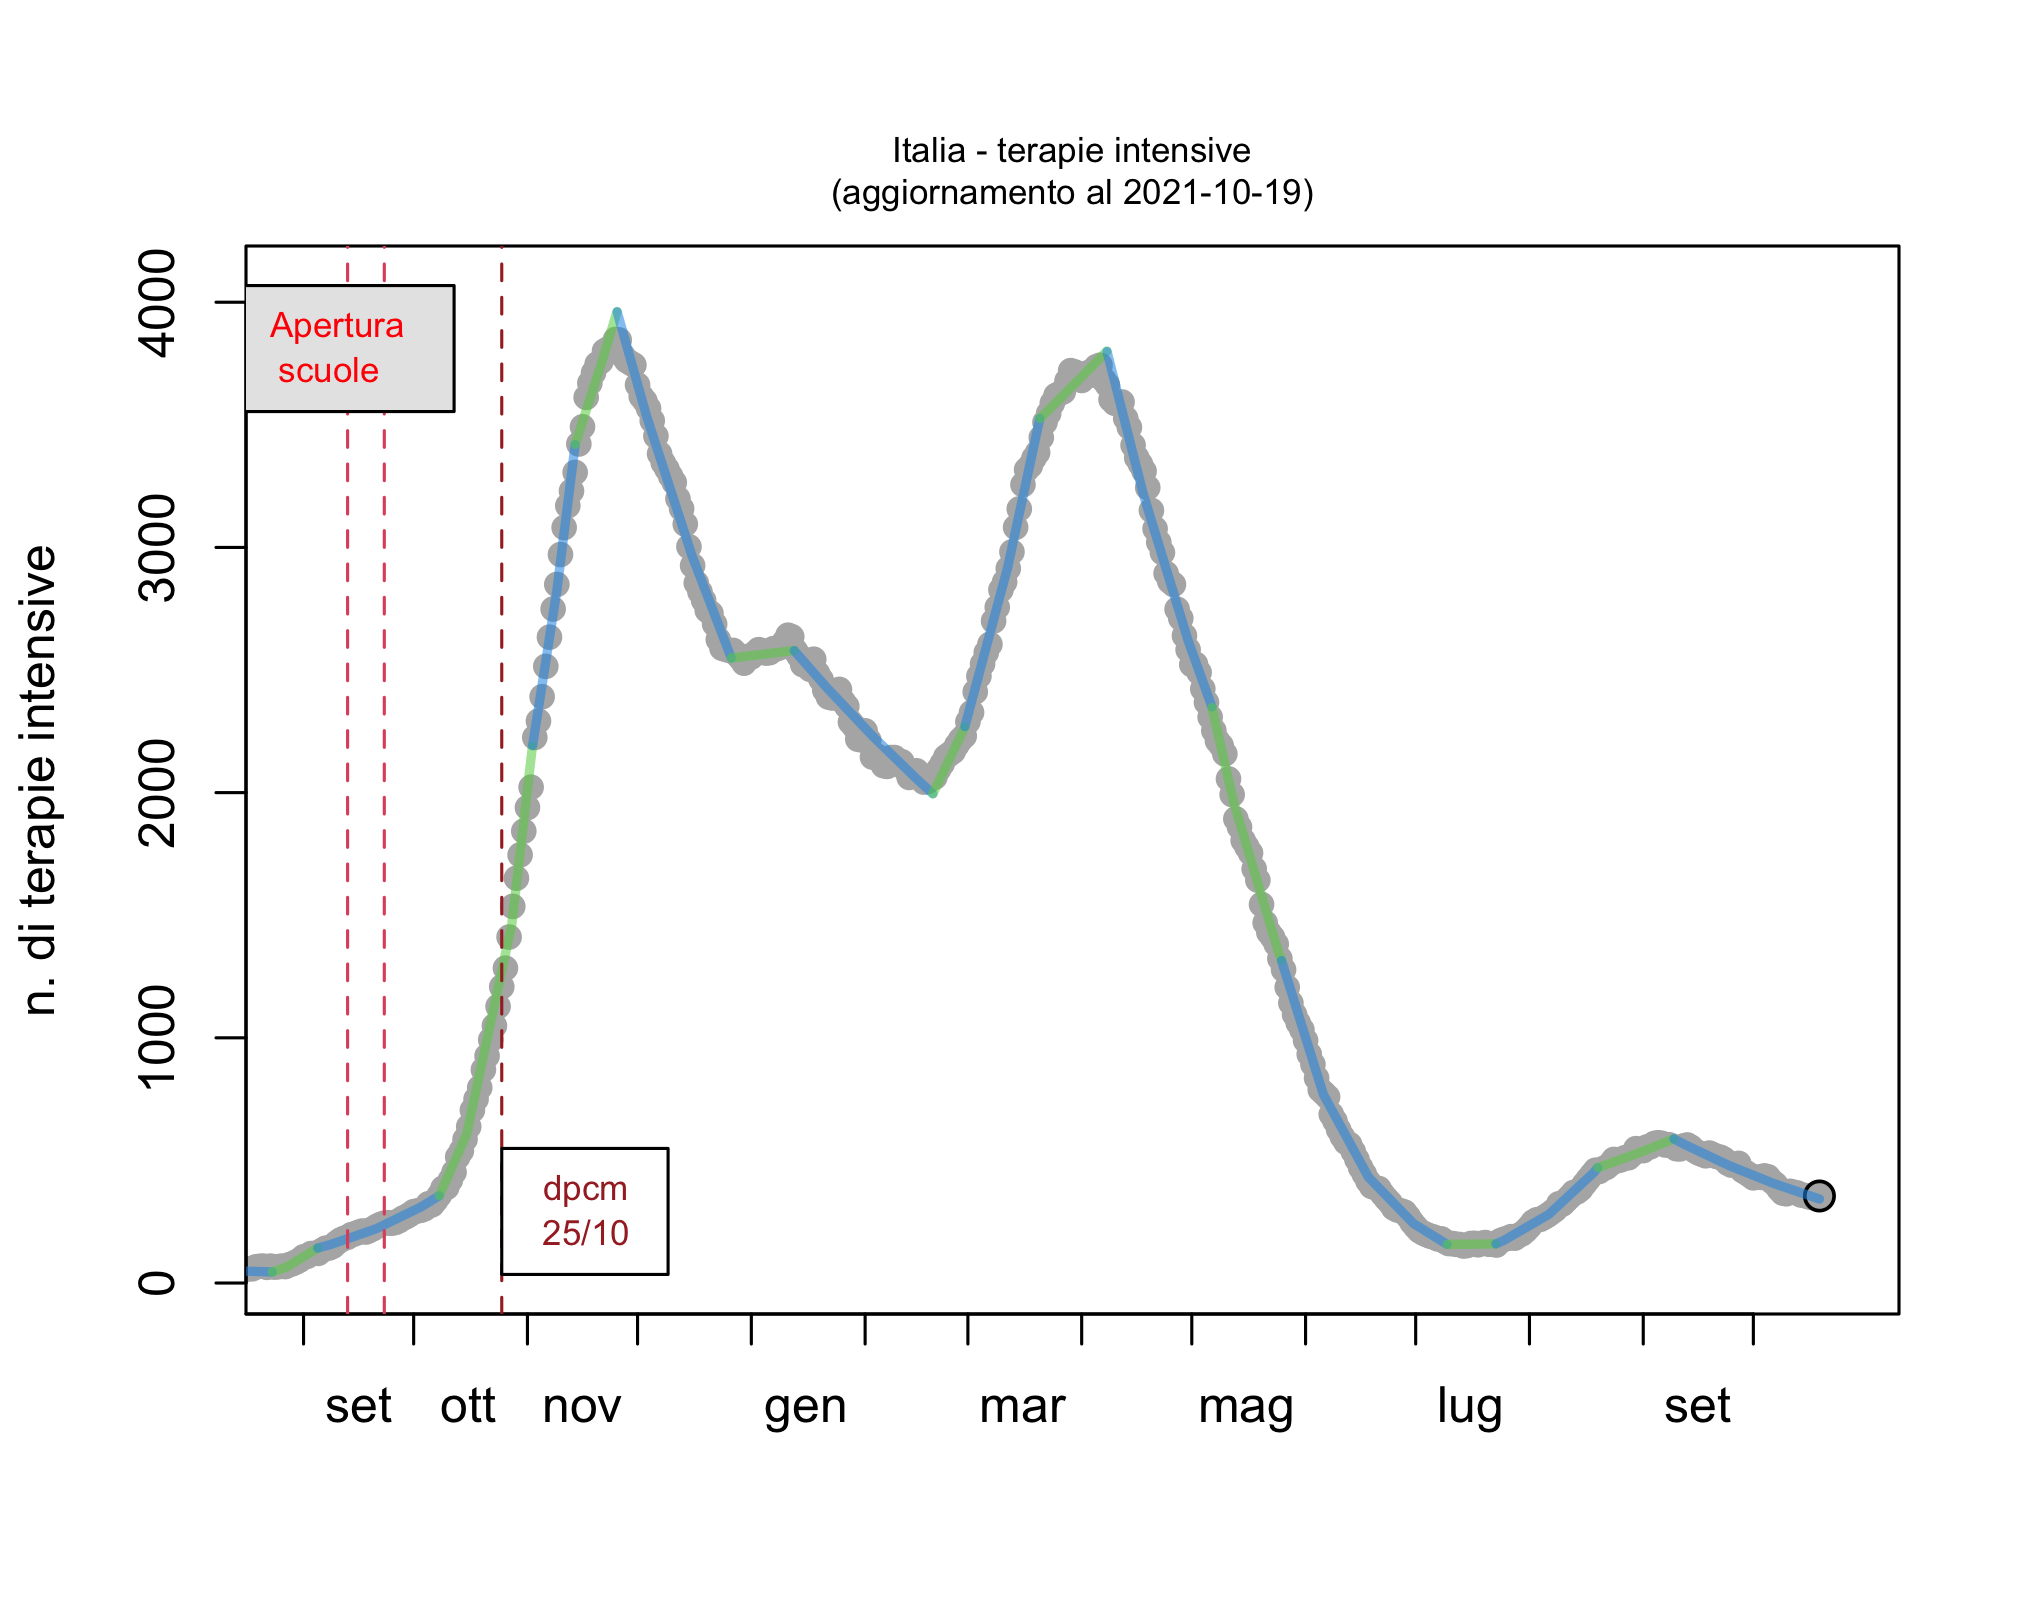 Italia - terapie intensive
(aggiornamento al 2021-10-19)
n. di terapie intensive
4000
3000
2000
1000
0
Apertura
scuole
dpcm
25/10
set ott nov gen mar mag lug set